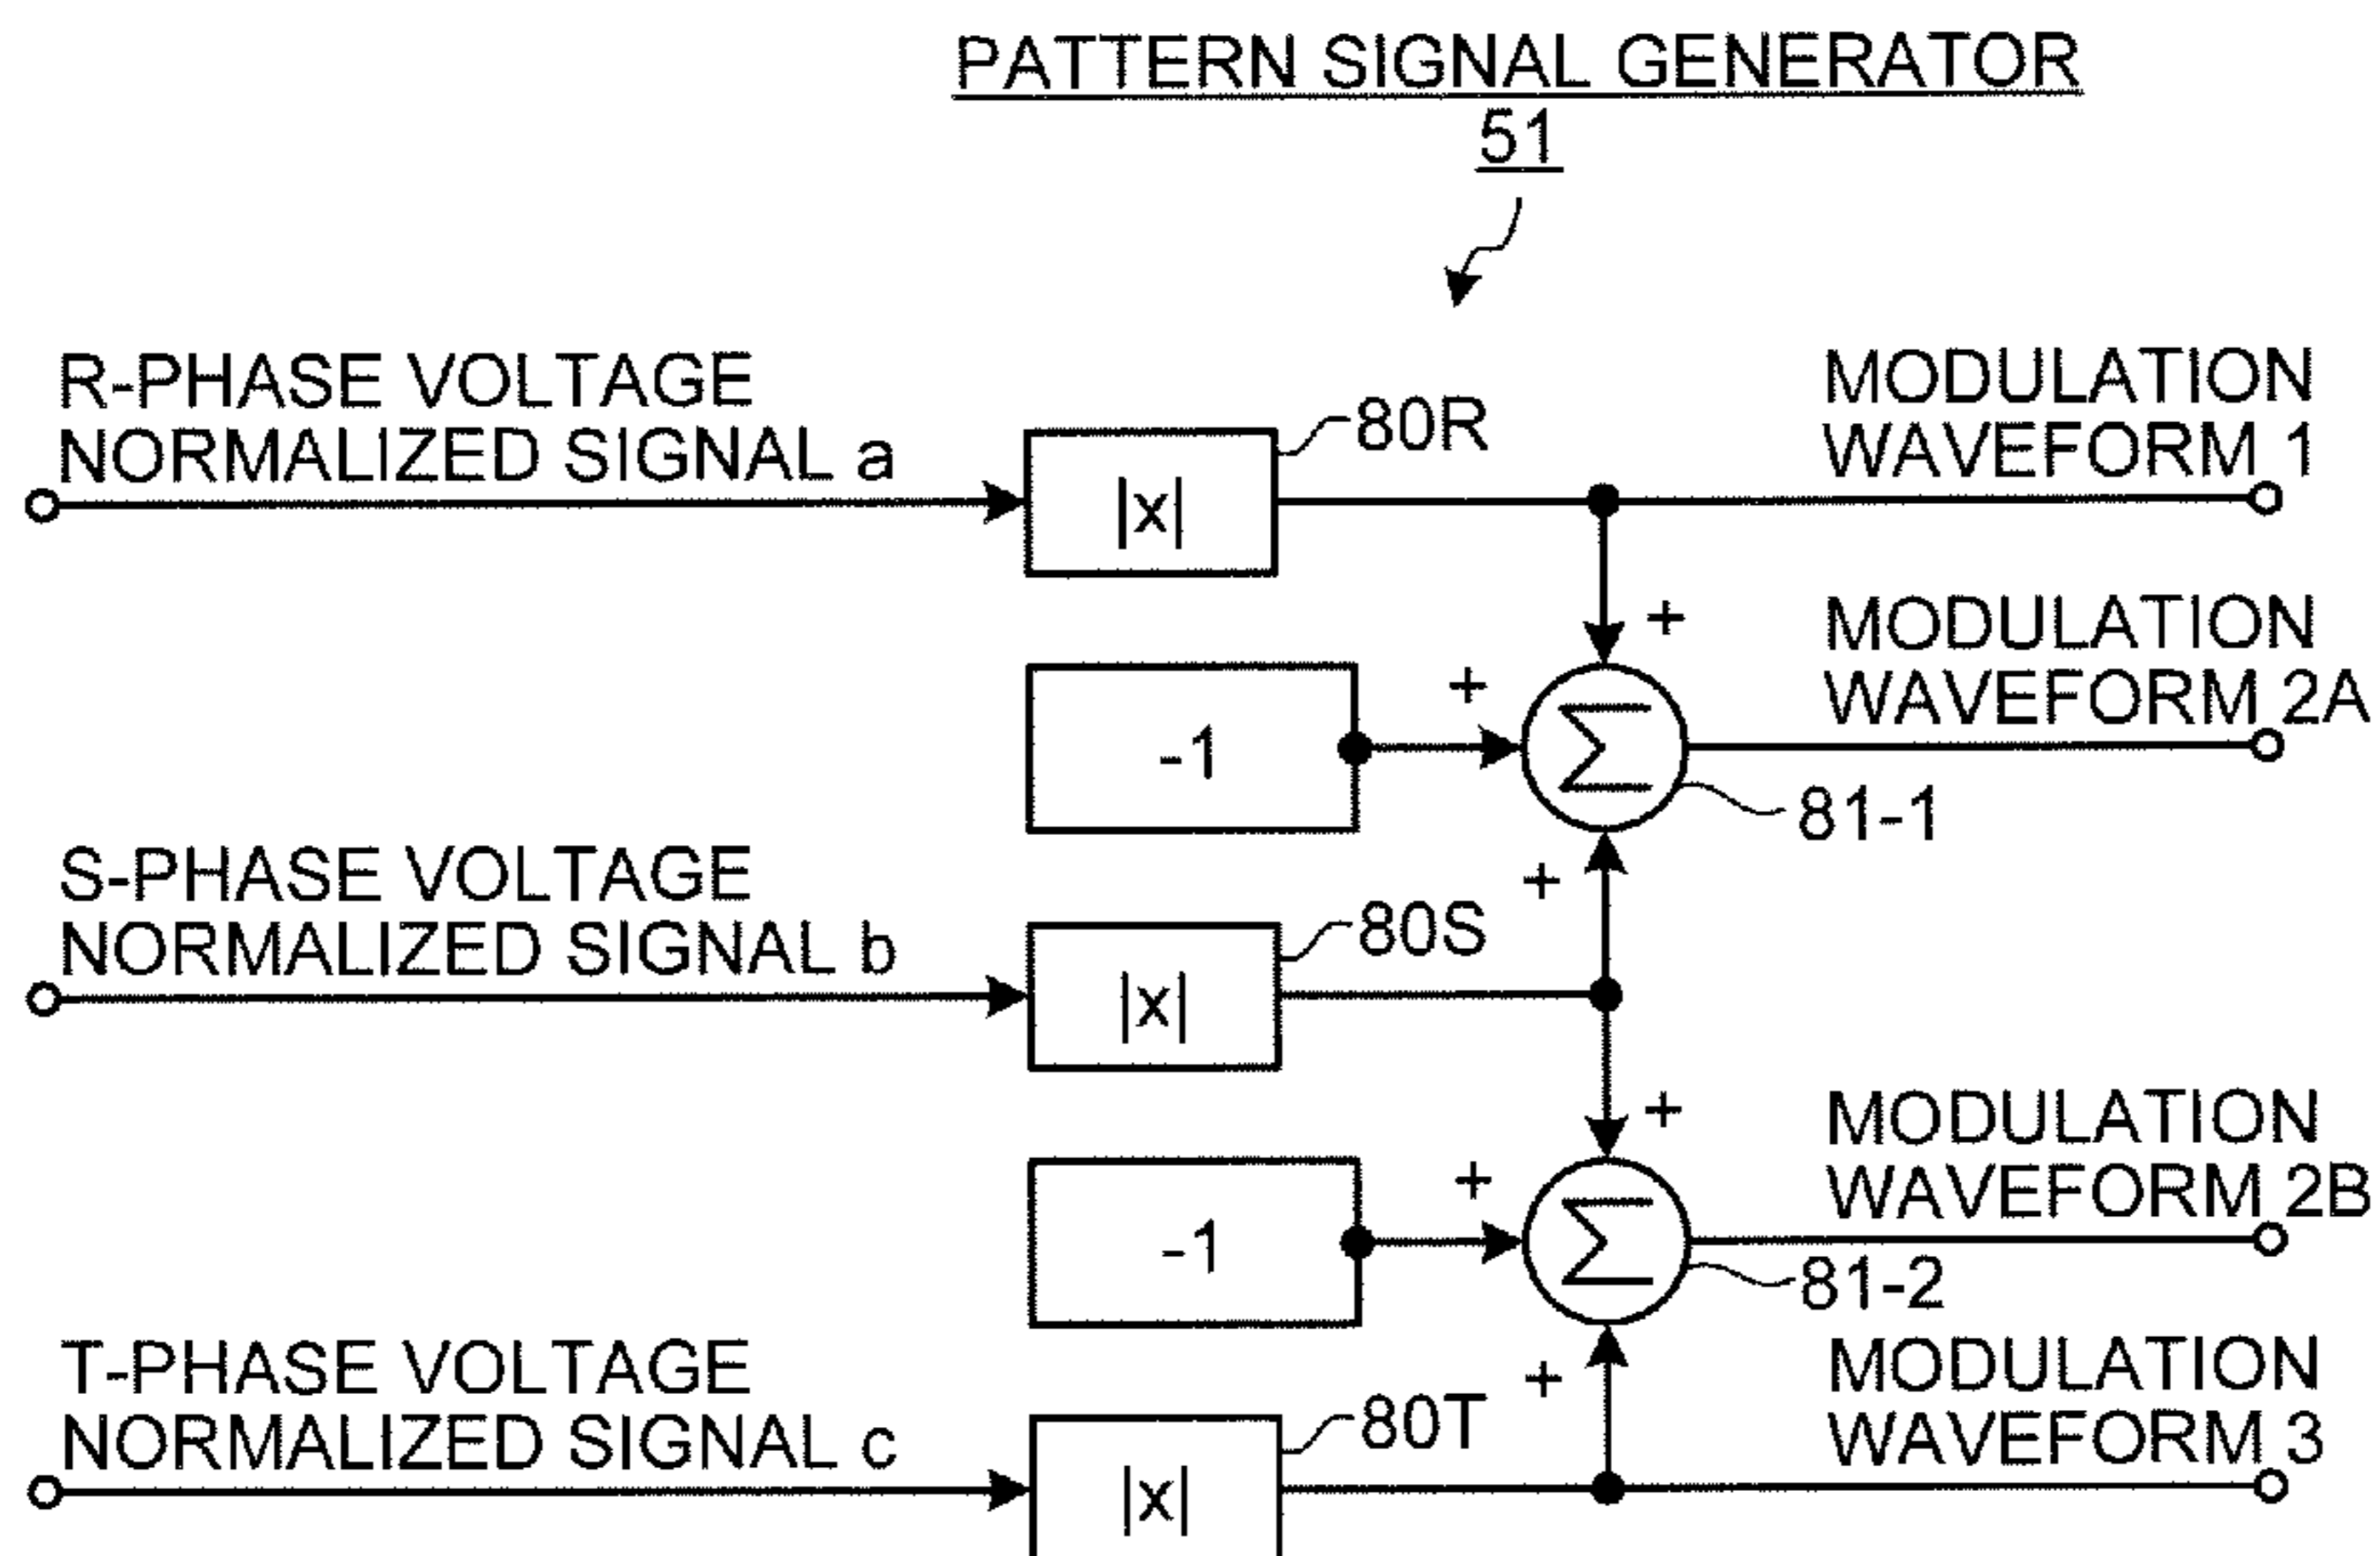 PATTERN SIGNAL GENERATOR
51
R-PHASE VOLTAGE
NORMALIZED SIGNAL a
80R
|x|
MODULATION
WAVEFORM 1
+
-1
+
Σ
MODULATION
WAVEFORM 2A
81-1
+
S-PHASE VOLTAGE
NORMALIZED SIGNAL b
80S
|x|
+
-1
+
Σ
MODULATION
WAVEFORM 2B
81-2
+
T-PHASE VOLTAGE
NORMALIZED SIGNAL c
80T
|x|
MODULATION
WAVEFORM 3